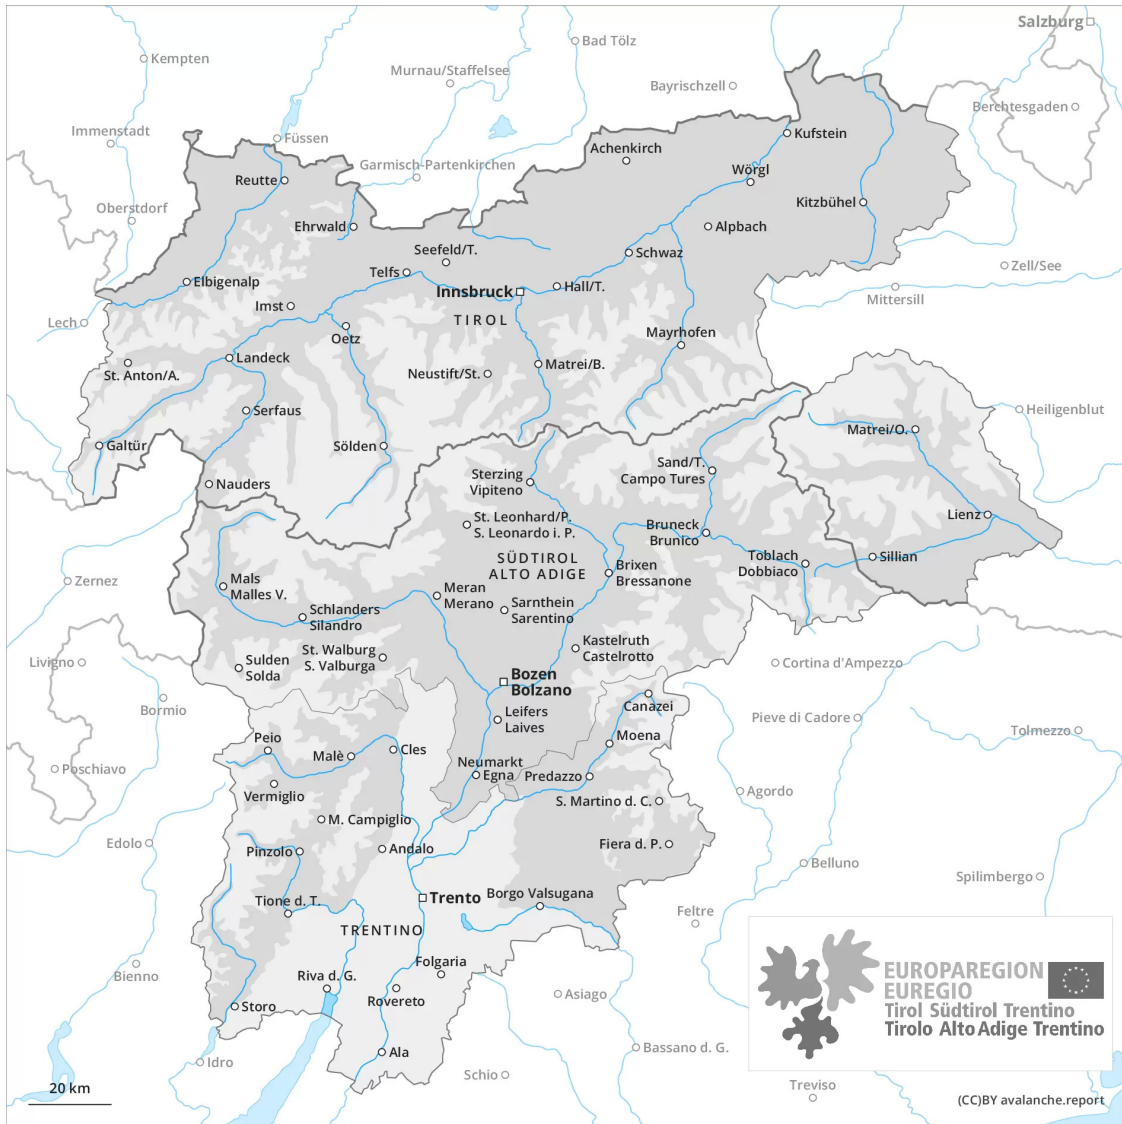 Salzburg
Bad Tölz
Kempten
Murnau/Staffelsee
Bayrischzell
Berchtesgaden
Immenstadt
Füssen
Kufstein
Achenkirch
Garmisch-Partenkirchen
Wörgl
Reutte
Kitzbühel
Oberstdorf
Ehrwald
Alpbach
Seefeld/T.
Schwaz
Telfs
Zell/See
Elbigenalp
Hall/T.
Innsbruck
Mittersill
Imst
TIROL
Lech
Mayrhofen
Oetz
Landeck
Matrei/B.
St. Anton/A.
Neustift/St.
Serfaus
Heiligenblut
Matrei/O.
Galtür
Sölden
Sand/T.
Campo Tures
Sterzing
Vipiteno
Nauders
St. Leonhard/P.
S. Leonardo i. P.
Lienz
Bruneck
Brunico
SÜDTIROL
ALTO ADIGE
Toblach
Dobbiaco
Sillian
Brixen
Bressanone
Zernez
Mals
Malles V.
Meran
Merano
Sarnthein
Sarentino
Schlanders
Silandro
Kastelruth
Castelrotto
St. Walburg
S. Valburga
Livigno
Sulden
Solda
Cortina d'Ampezzo
Bozen
Bolzano
Bormio
Canazei
Leifers
Laives
Pieve di Cadore
Tolmezzo
Peio
Moena
Cles
Malè
Neumarkt
Egna
Predazzo
Poschiavo
Vermiglio
Agordo
S. Martino d. C.
M. Campiglio
Edolo
Pinzolo
Andalo
Fiera d. P.
Belluno
Spilimbergo
Borgo Valsugana
Tione d. T.
Trento
Feltre
TRENTINO
Folgaria
Bienno
Riva d. G.
Rovereto
Asiago
Storo
EUROPAREGION
EUREGIO
Tirol Südtirol Trentino
Tirolo Alto Adige Trentino
Ala
Bassano d. G.
Idro
Schio
20 km
Treviso
(CC)BY avalanche.report